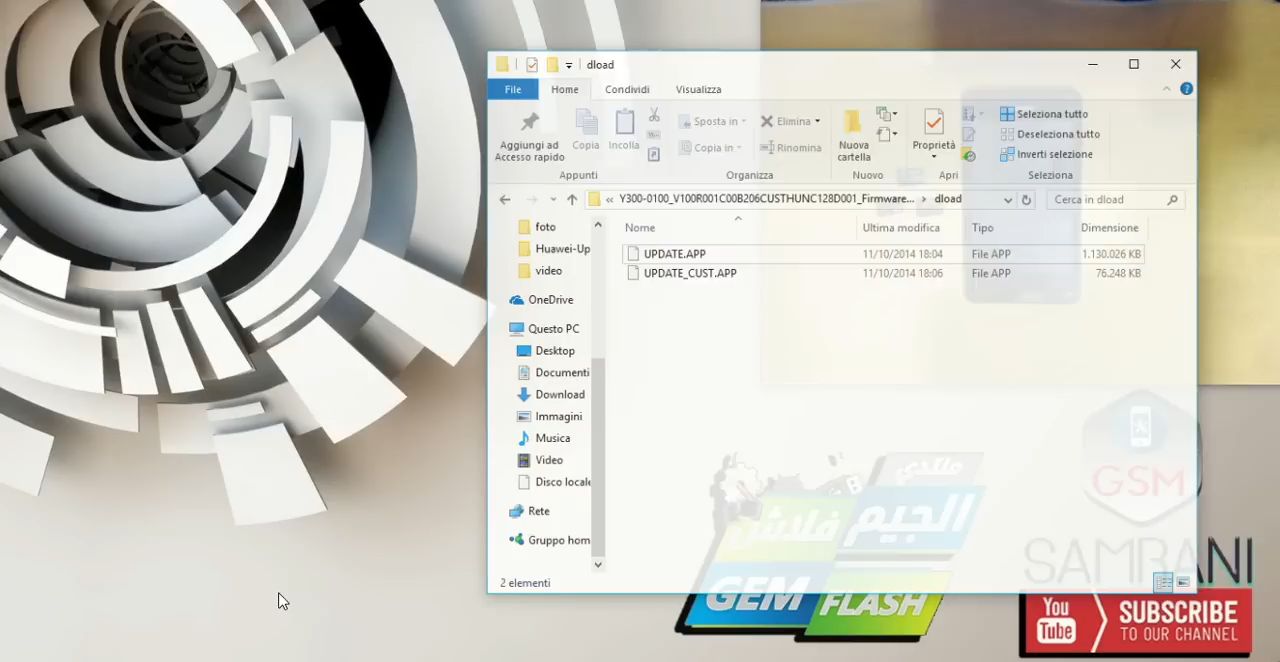 dload
File
Home
Condividi
Visualizza
Aggiungi ad
Accesso rapido
Copia
Incolla
Sposta in
Copia in
Elimina
Rinomina
Nuova
cartella
Proprietà
Seleziona tutto
Deseleziona tutto
Inverti selezione
Appunti
Organizza
Nuovo
Apri
Seleziona
« Y300-0100_V100R001C00B206CUSTHUNC128D001_Firmware... › dload
Cerca in dload
Nome
Ultima modifica
Tipo
Dimensione
UPDATE.APP 11/10/2014 18:04 File APP 1.130.026 KB
UPDATE_CUST.APP 11/10/2014 18:06 File APP 76.248 KB
foto
Huawei-Up
video
OneDrive
Questo PC
Desktop
Documenti
Download
Immagini
Musica
Video
Disco locale
Rete
Gruppo hom
2 elementi
الجيم فلاش
GEM FLASH
GSM
SAMRANI
You
Tube
SUBSCRIBE
TO OUR CHANNEL